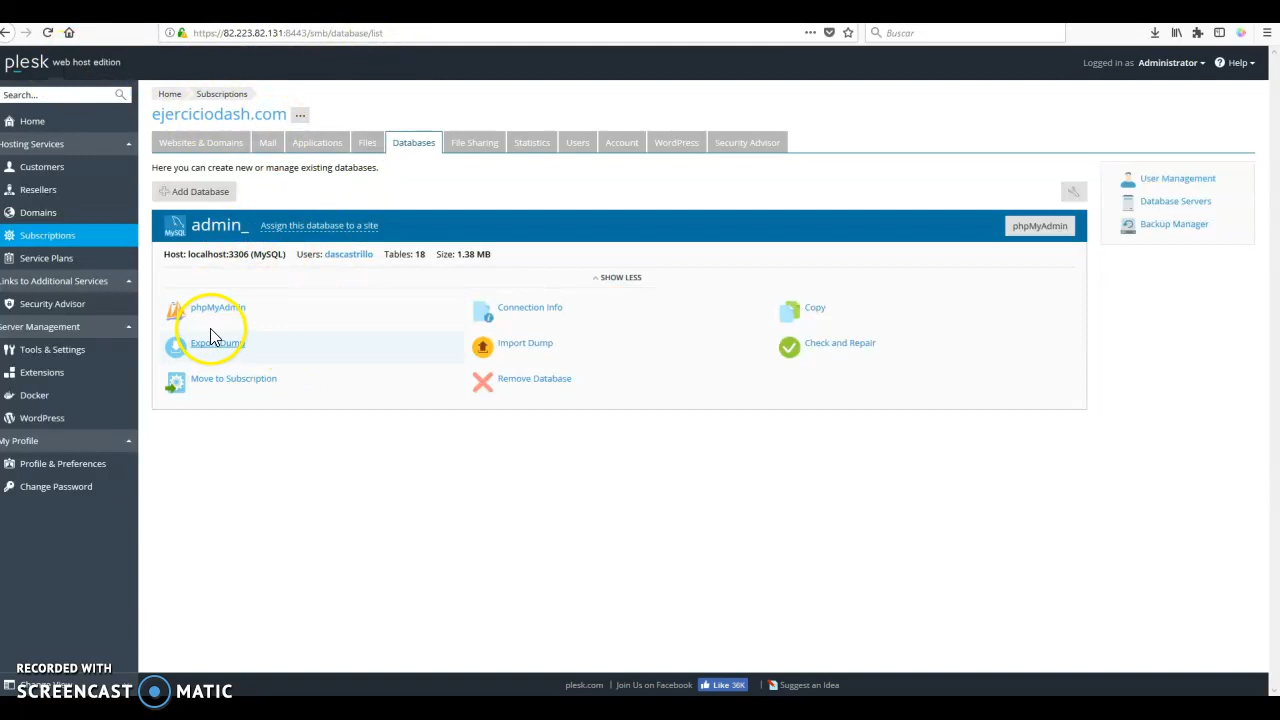 https://82.223.82.131:8443/smb/database/list
Buscar
plesk web host edition
Logged in as Administrator
Help
Search...
Home
Hosting Services
Customers
Resellers
Domains
Subscriptions
Service Plans
Links to Additional Services
Security Advisor
Server Management
Tools & Settings
Extensions
Docker
WordPress
My Profile
Profile & Preferences
Change Password
Home Subscriptions
ejerciciodash.com
Websites & Domains Mail Applications Files Databases File Sharing Statistics Users Account WordPress Security Advisor
Here you can create new or manage existing databases.
Add Database
MySQL admin_ Assign this database to a site phpMyAdmin
Host: localhost:3306 (MySQL) Users: dascastrillo Tables: 18 Size: 1.38 MB
SHOW LESS
phpMyAdmin Connection Info Copy
Export Dump Import Dump Check and Repair
Move to Subscription Remove Database
User Management
Database Servers
Backup Manager
plesk.com Join Us on Facebook Like 36K Suggest an Idea
RECORDED WITH
SCREENCAST MATIC